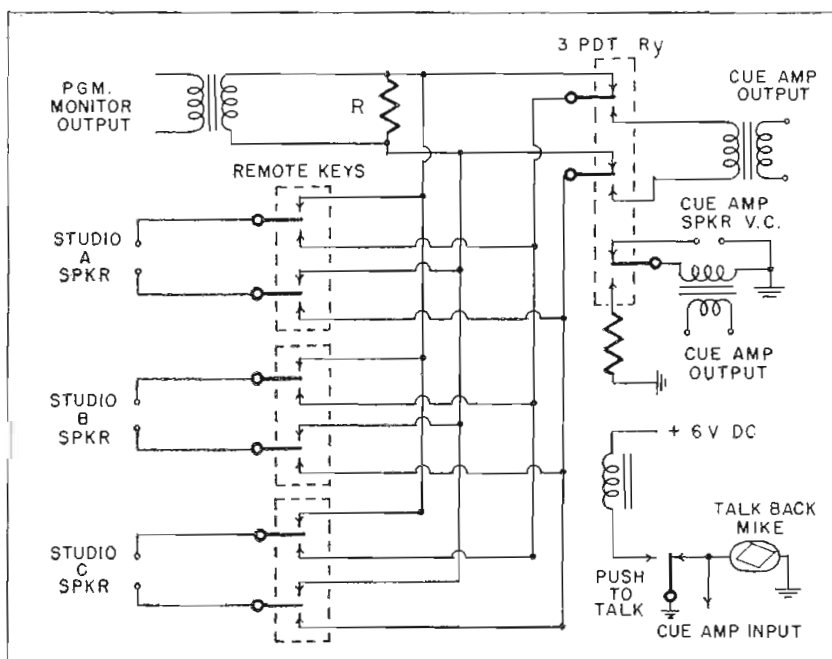 3 PDT Ry
CUE AMP
OUTPUT
PGM.
MONITOR
OUTPUT
R
REMOTE KEYS
CUE AMP
SPKR V.C.
STUDIO
A
SPKR
CUE AMP
OUTPUT
STUDIO
B
SPKR
+ 6V DC
TALK BACK
MIKE
STUDIO
C
SPKR
PUSH
TO
TALK
CUE AMP INPUT